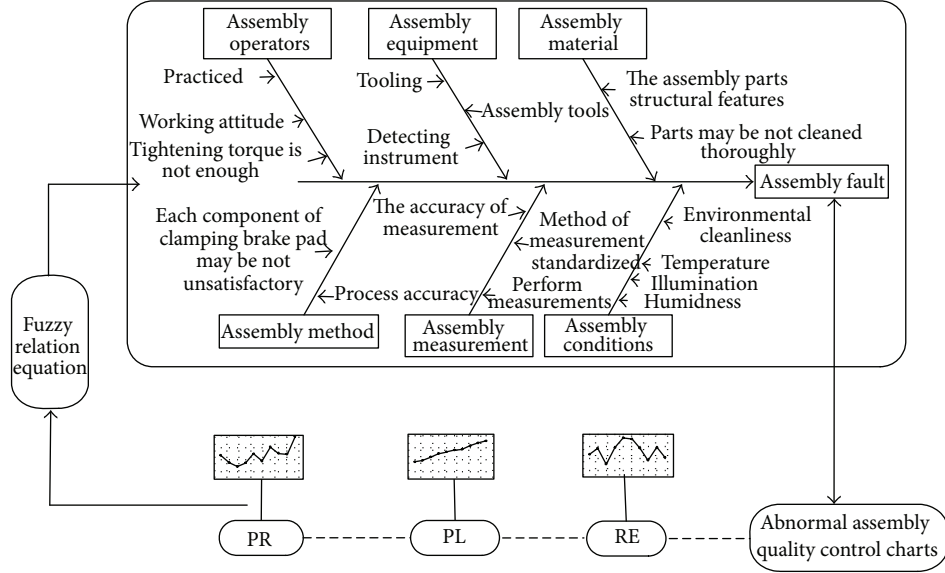 Assembly
operators
Assembly
equipment
Assembly
material
Practiced
Working attitude
Tightening torque is
not enough
Tooling
Assembly tools
Detecting
instrument
The assembly parts
structural features
Parts may be not cleaned
thoroughly
Assembly fault
Each component of
clamping brake pad
may be not
unsatisfactory
Process accuracy
The accuracy of
measurement
Method of
measurement
standardized
Perform
measurements
Environmental
cleanliness
Temperature
Illumination
Humidness
Assembly method
Assembly
measurement
Assembly
conditions
Fuzzy
relation
equation
PR
PL
RE
Abnormal assembly
quality control charts